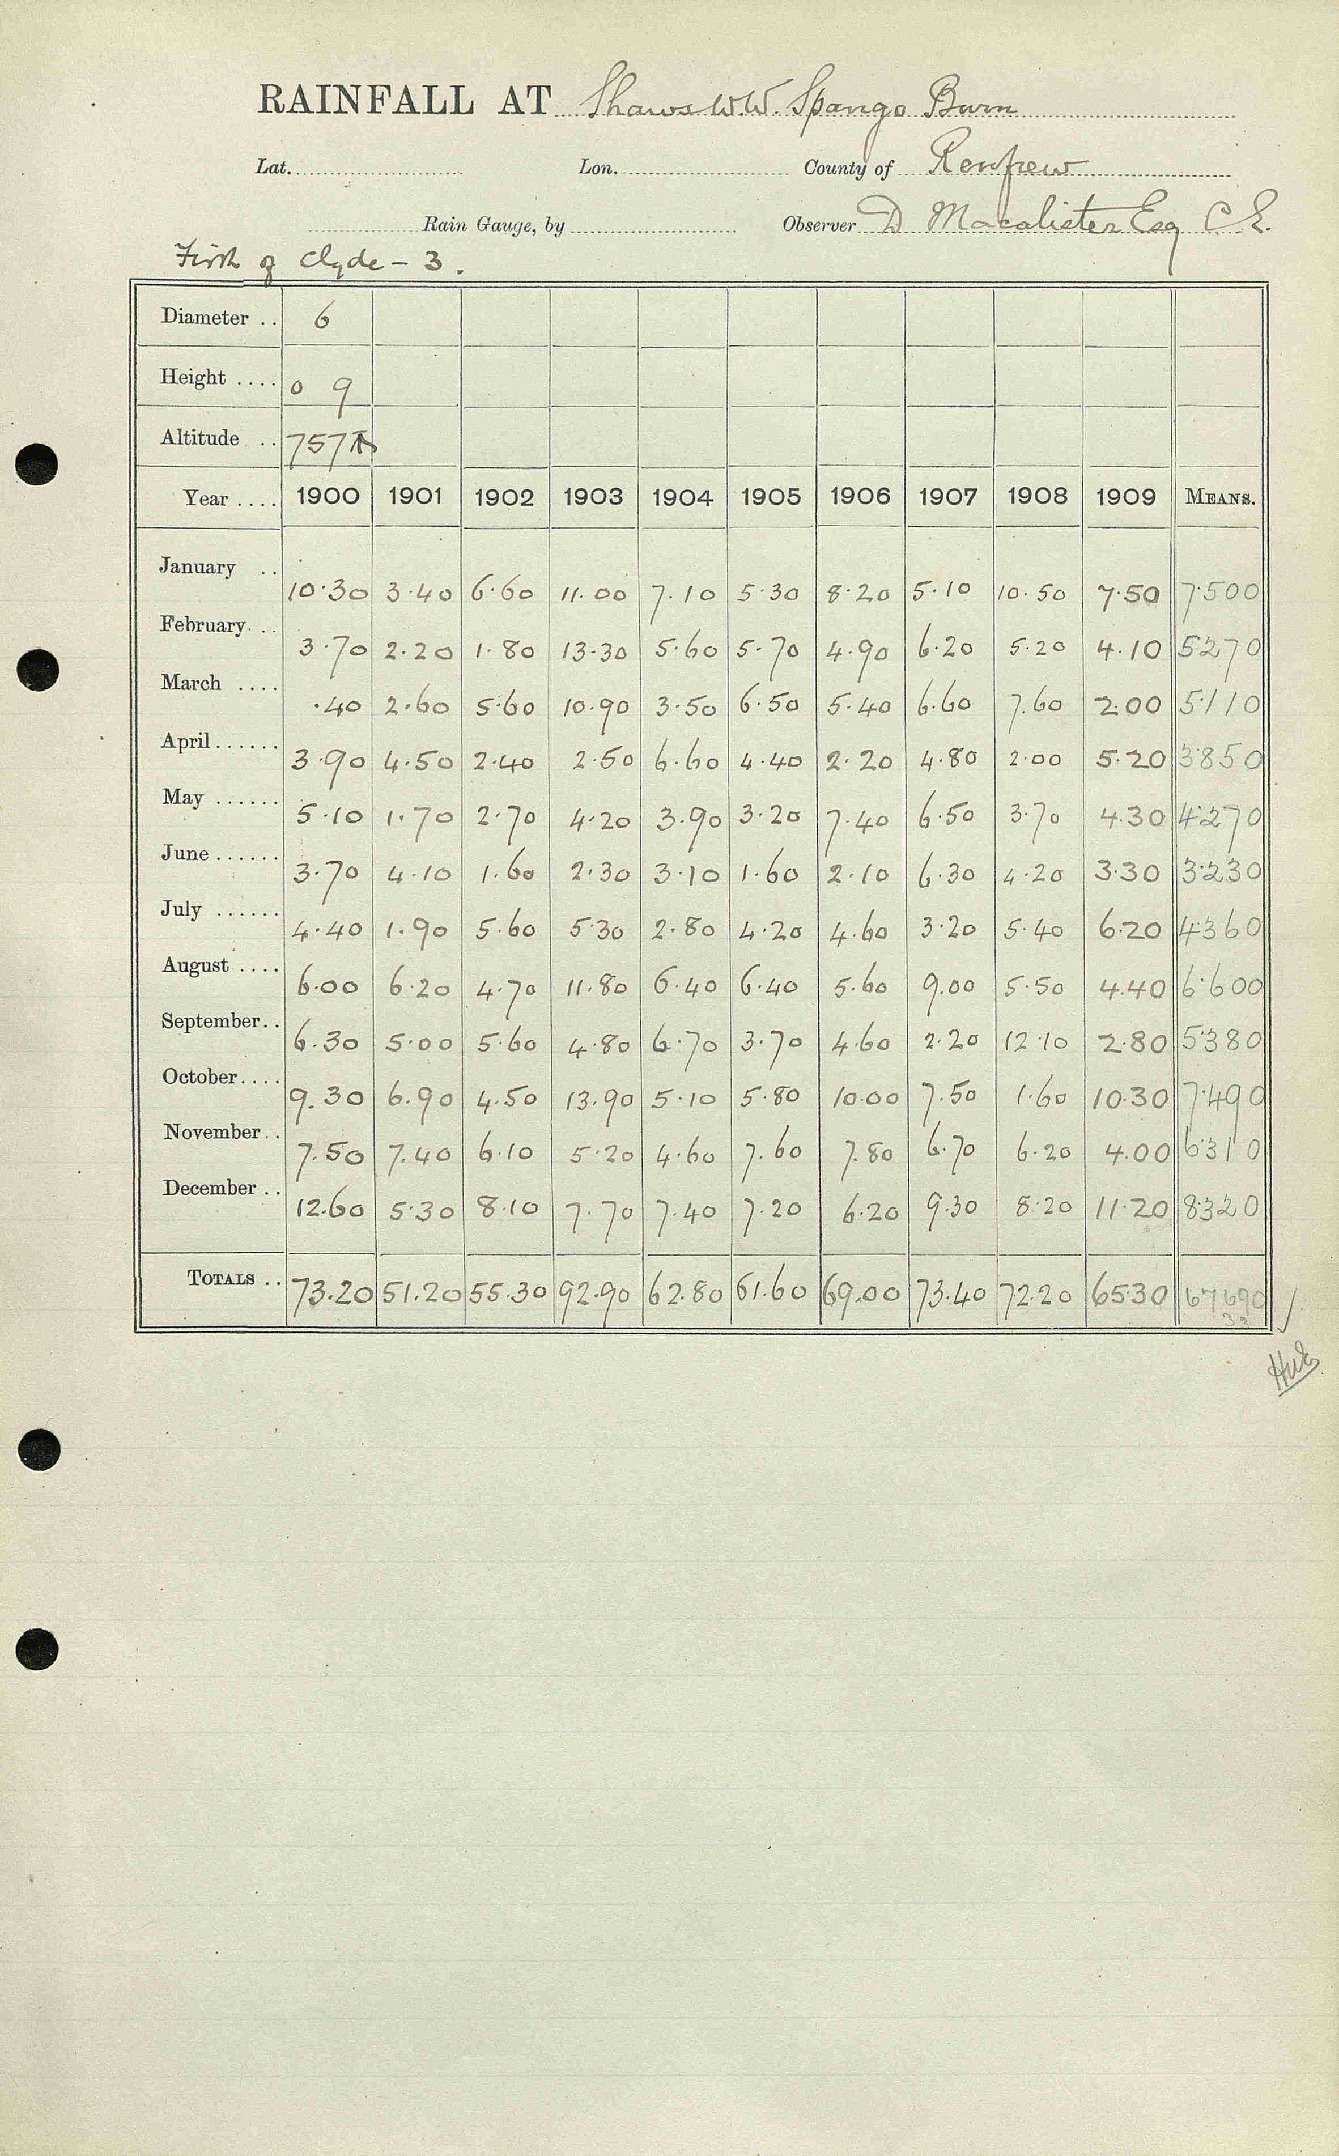 RAINFALL AT Shaws W.W. Spango Burn
Lat. Lon. County of Renfrew
Rain Gauge, by Observer D Macalister Esq C.E.
Firth of Clyde - 3.
Diameter .. 6
Height .... 0 9
Altitude .. 757
Year .... 1900 1901 1902 1903 1904 1905 1906 1907 1908 1909 MEANS.
January .. 10.30 3.40 6.60 11.00 7.10 5.30 8.20 5.10 10.50 7.50 7.500
February... 3.70 2.20 1.80 13.30 5.60 5.70 4.90 6.20 5.20 4.10 5270
March .... .40 2.60 5.60 10.90 3.50 6.50 5.40 6.60 7.60 2.00 5.110
April...... 3.90 4.50 2.40 2.50 6.60 4.40 2.20 4.80 2.00 5.20 3.850
May ...... 5.10 1.70 2.70 4.20 3.90 3.20 7.40 6.50 3.70 4.30 4.270
June...... 3.70 4.10 1.60 2.30 3.10 1.60 2.10 6.30 4.20 3.30 3.230
July ...... 4.40 1.90 5.60 5.30 2.80 4.20 4.60 3.20 5.40 6.20 4.360
August .... 6.00 6.20 4.70 11.80 6.40 6.40 5.60 9.00 5.50 4.40 6.600
September.. 6.30 5.00 5.60 4.80 6.70 3.70 4.60 2.20 12.10 2.80 5.380
October.... 9.30 6.90 4.50 13.90 5.10 5.80 10.00 7.50 1.60 10.30 7.490
November.. 7.50 7.40 6.10 5.20 4.60 7.60 7.80 6.70 6.20 4.00 6.310
December .. 12.60 5.30 8.10 7.70 7.40 7.20 6.20 9.30 8.20 11.20 8.320
TOTALS .. 73.20 51.20 55.30 92.90 62.80 61.60 69.00 73.40 72.20 65.30 67690